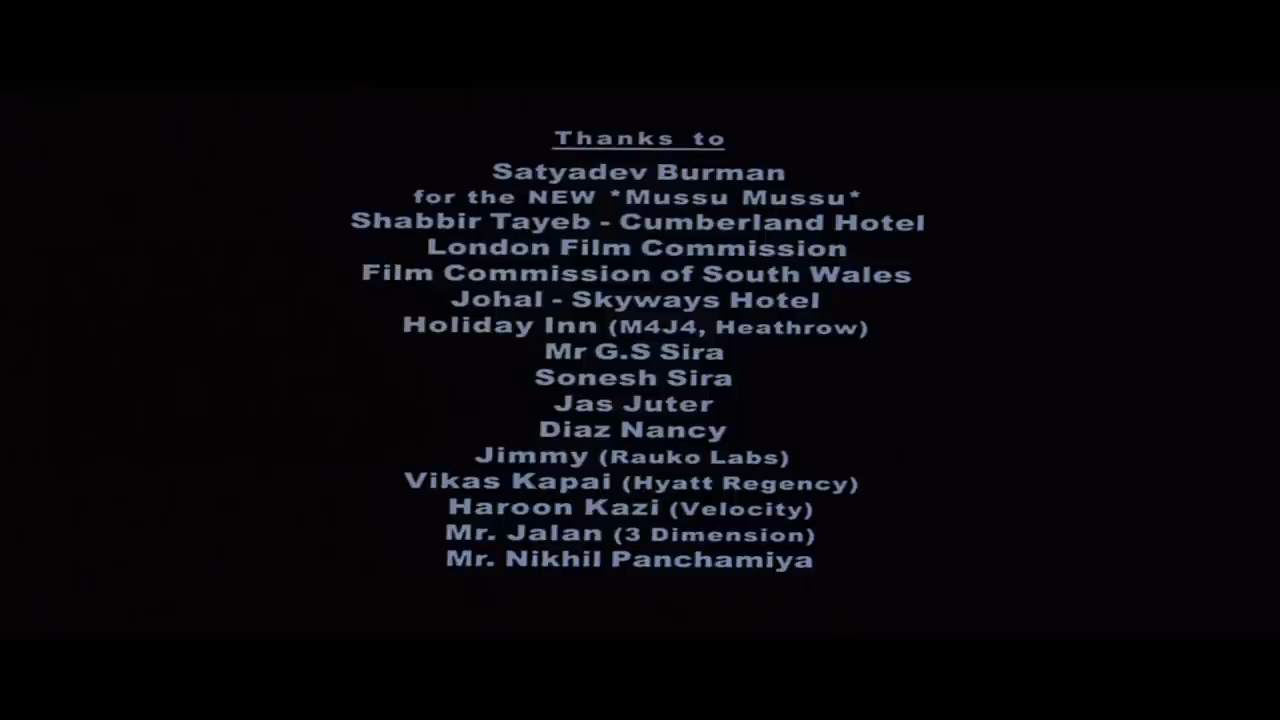 Thanks to
Satyadev Burman
for the NEW *Mussu Mussu*
Shabbir Tayeb - Cumberland Hotel
London Film Commission
Film Commission of South Wales
Johal - Skyways Hotel
Holiday Inn (M4J4, Heathrow)
Mr G.S Sira
Sonesh Sira
Jas Juter
Diaz Nancy
Jimmy (Rauko Labs)
Vikas Kapai (Hyatt Regency)
Haroon Kazi (Velocity)
Mr. Jalan (3 Dimension)
Mr. Nikhil Panchamiya